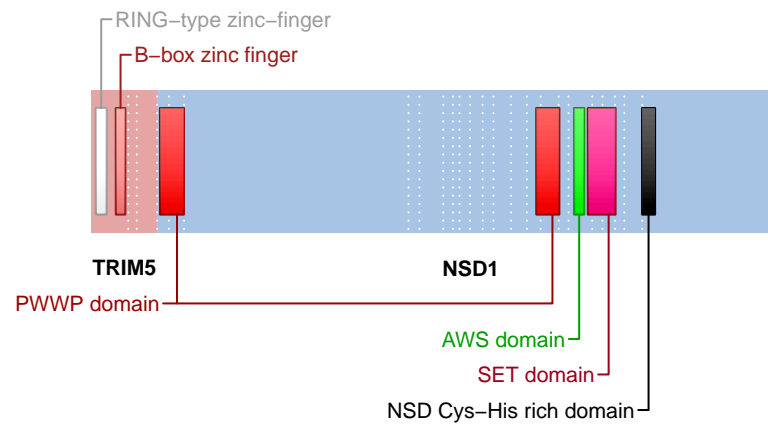 RING−type zinc−finger
B−box zinc finger
TRIM5
NSD1
PWWP domain
AWS domain
SET domain
NSD Cys−His rich domain